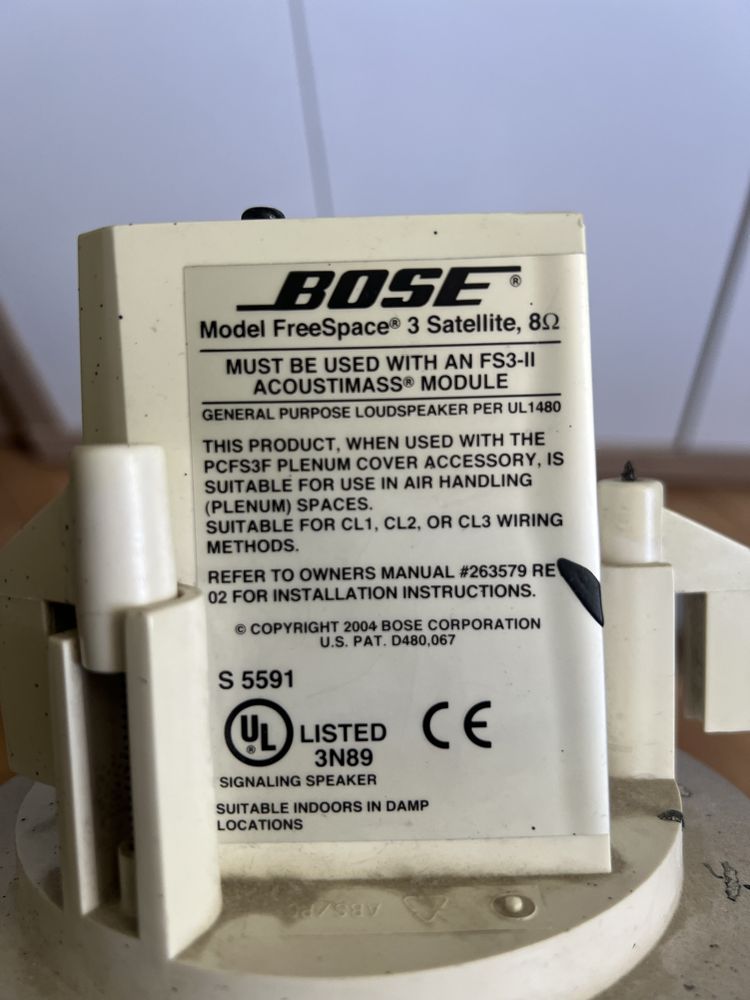 BOSE®
Model FreeSpace® 3 Satellite, 8Ω
MUST BE USED WITH AN FS3-II
ACOUSTIMASS® MODULE
GENERAL PURPOSE LOUDSPEAKER PER UL1480
THIS PRODUCT, WHEN USED WITH THE
PCFS3F PLENUM COVER ACCESSORY, IS
SUITABLE FOR USE IN AIR HANDLING
(PLENUM) SPACES.
SUITABLE FOR CL1, CL2, OR CL3 WIRING
METHODS.
REFER TO OWNERS MANUAL #263579 RE
02 FOR INSTALLATION INSTRUCTIONS.
© COPYRIGHT 2004 BOSE CORPORATION
U.S. PAT. D480,067
S 5591
UL® LISTED CE
3N89
SIGNALING SPEAKER
SUITABLE INDOORS IN DAMP
LOCATIONS